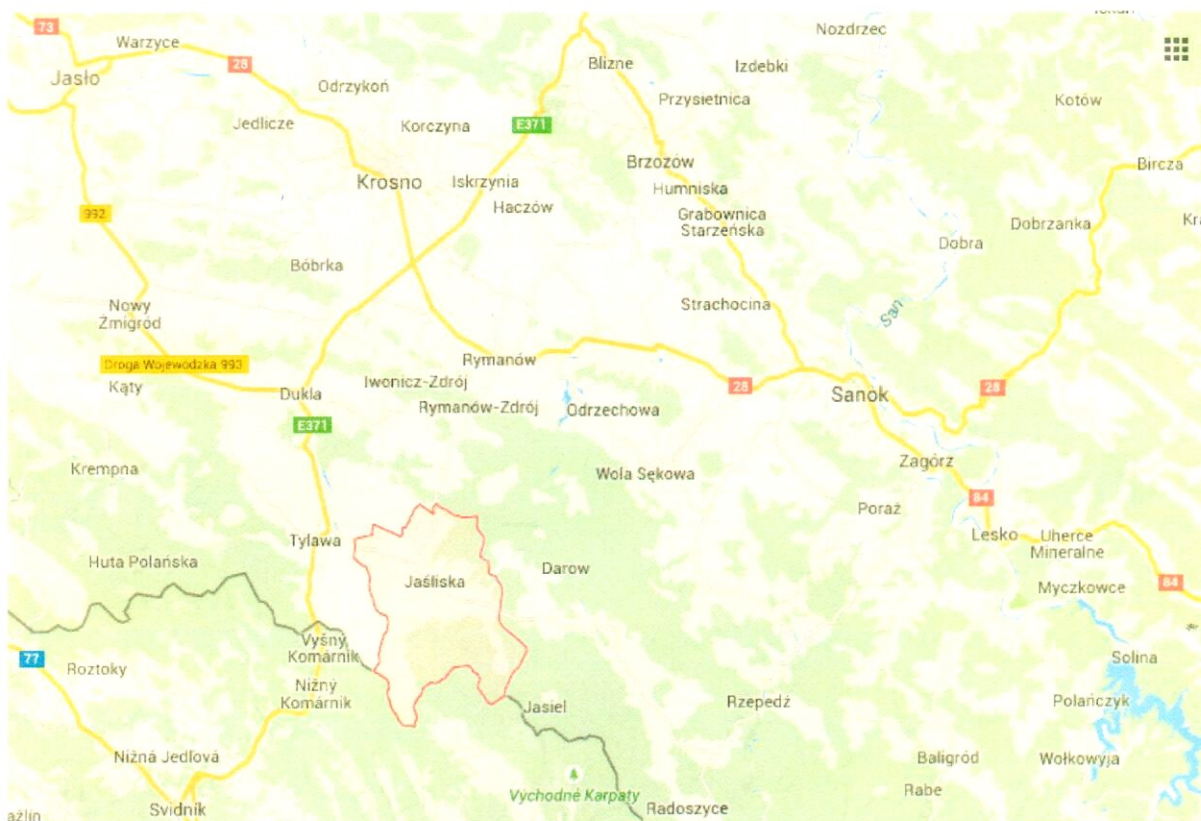 Nozdrzec
73
Warzyce
28
Jasło
Odrzykoń
Blizne
Izdebki
Przysietnica
Kotów
Jedlicze
Korczyna
E371
Brzozów
Bircza
Krosno
Iskrzynia
Humniska
Haczów
Grabownica
Starzeńska
Dobrzanka
992
Dobra
Bóbrka
Nowy
Żmigród
Strachocina
San
Droga Wojewódzka 993
Rymanów
Kąty
Dukla
Iwonicz-Zdrój
28
28
Rymanów-Zdrój
Odrzechowa
Sanok
E371
Krempna
Wola Sękowa
Zagórz
84
Poraż
Tylawa
Lesko
Uherce
Mineralne
Huta Polańska
Jaśliska
Darow
Myczkowce
84
Vyšný
Komárnik
77
Roztoky
Solina
Nižný
Komárnik
Jasiel
Rzepedź
Polańczyk
Nižná Jedľová
Baligród
Wołkowyja
Východné Karpaty
Rabe
Svidník
Radoszyce